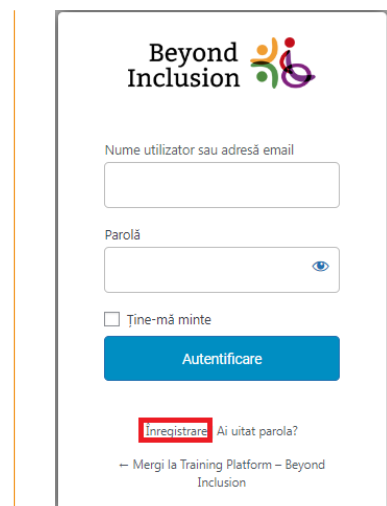 Beyond
Inclusion
Nume utilizator sau adresă email
Parolă
Ține-mă minte
Autentificare
Înregistrare Ai uitat parola?
← Mergi la Training Platform – Beyond
Inclusion